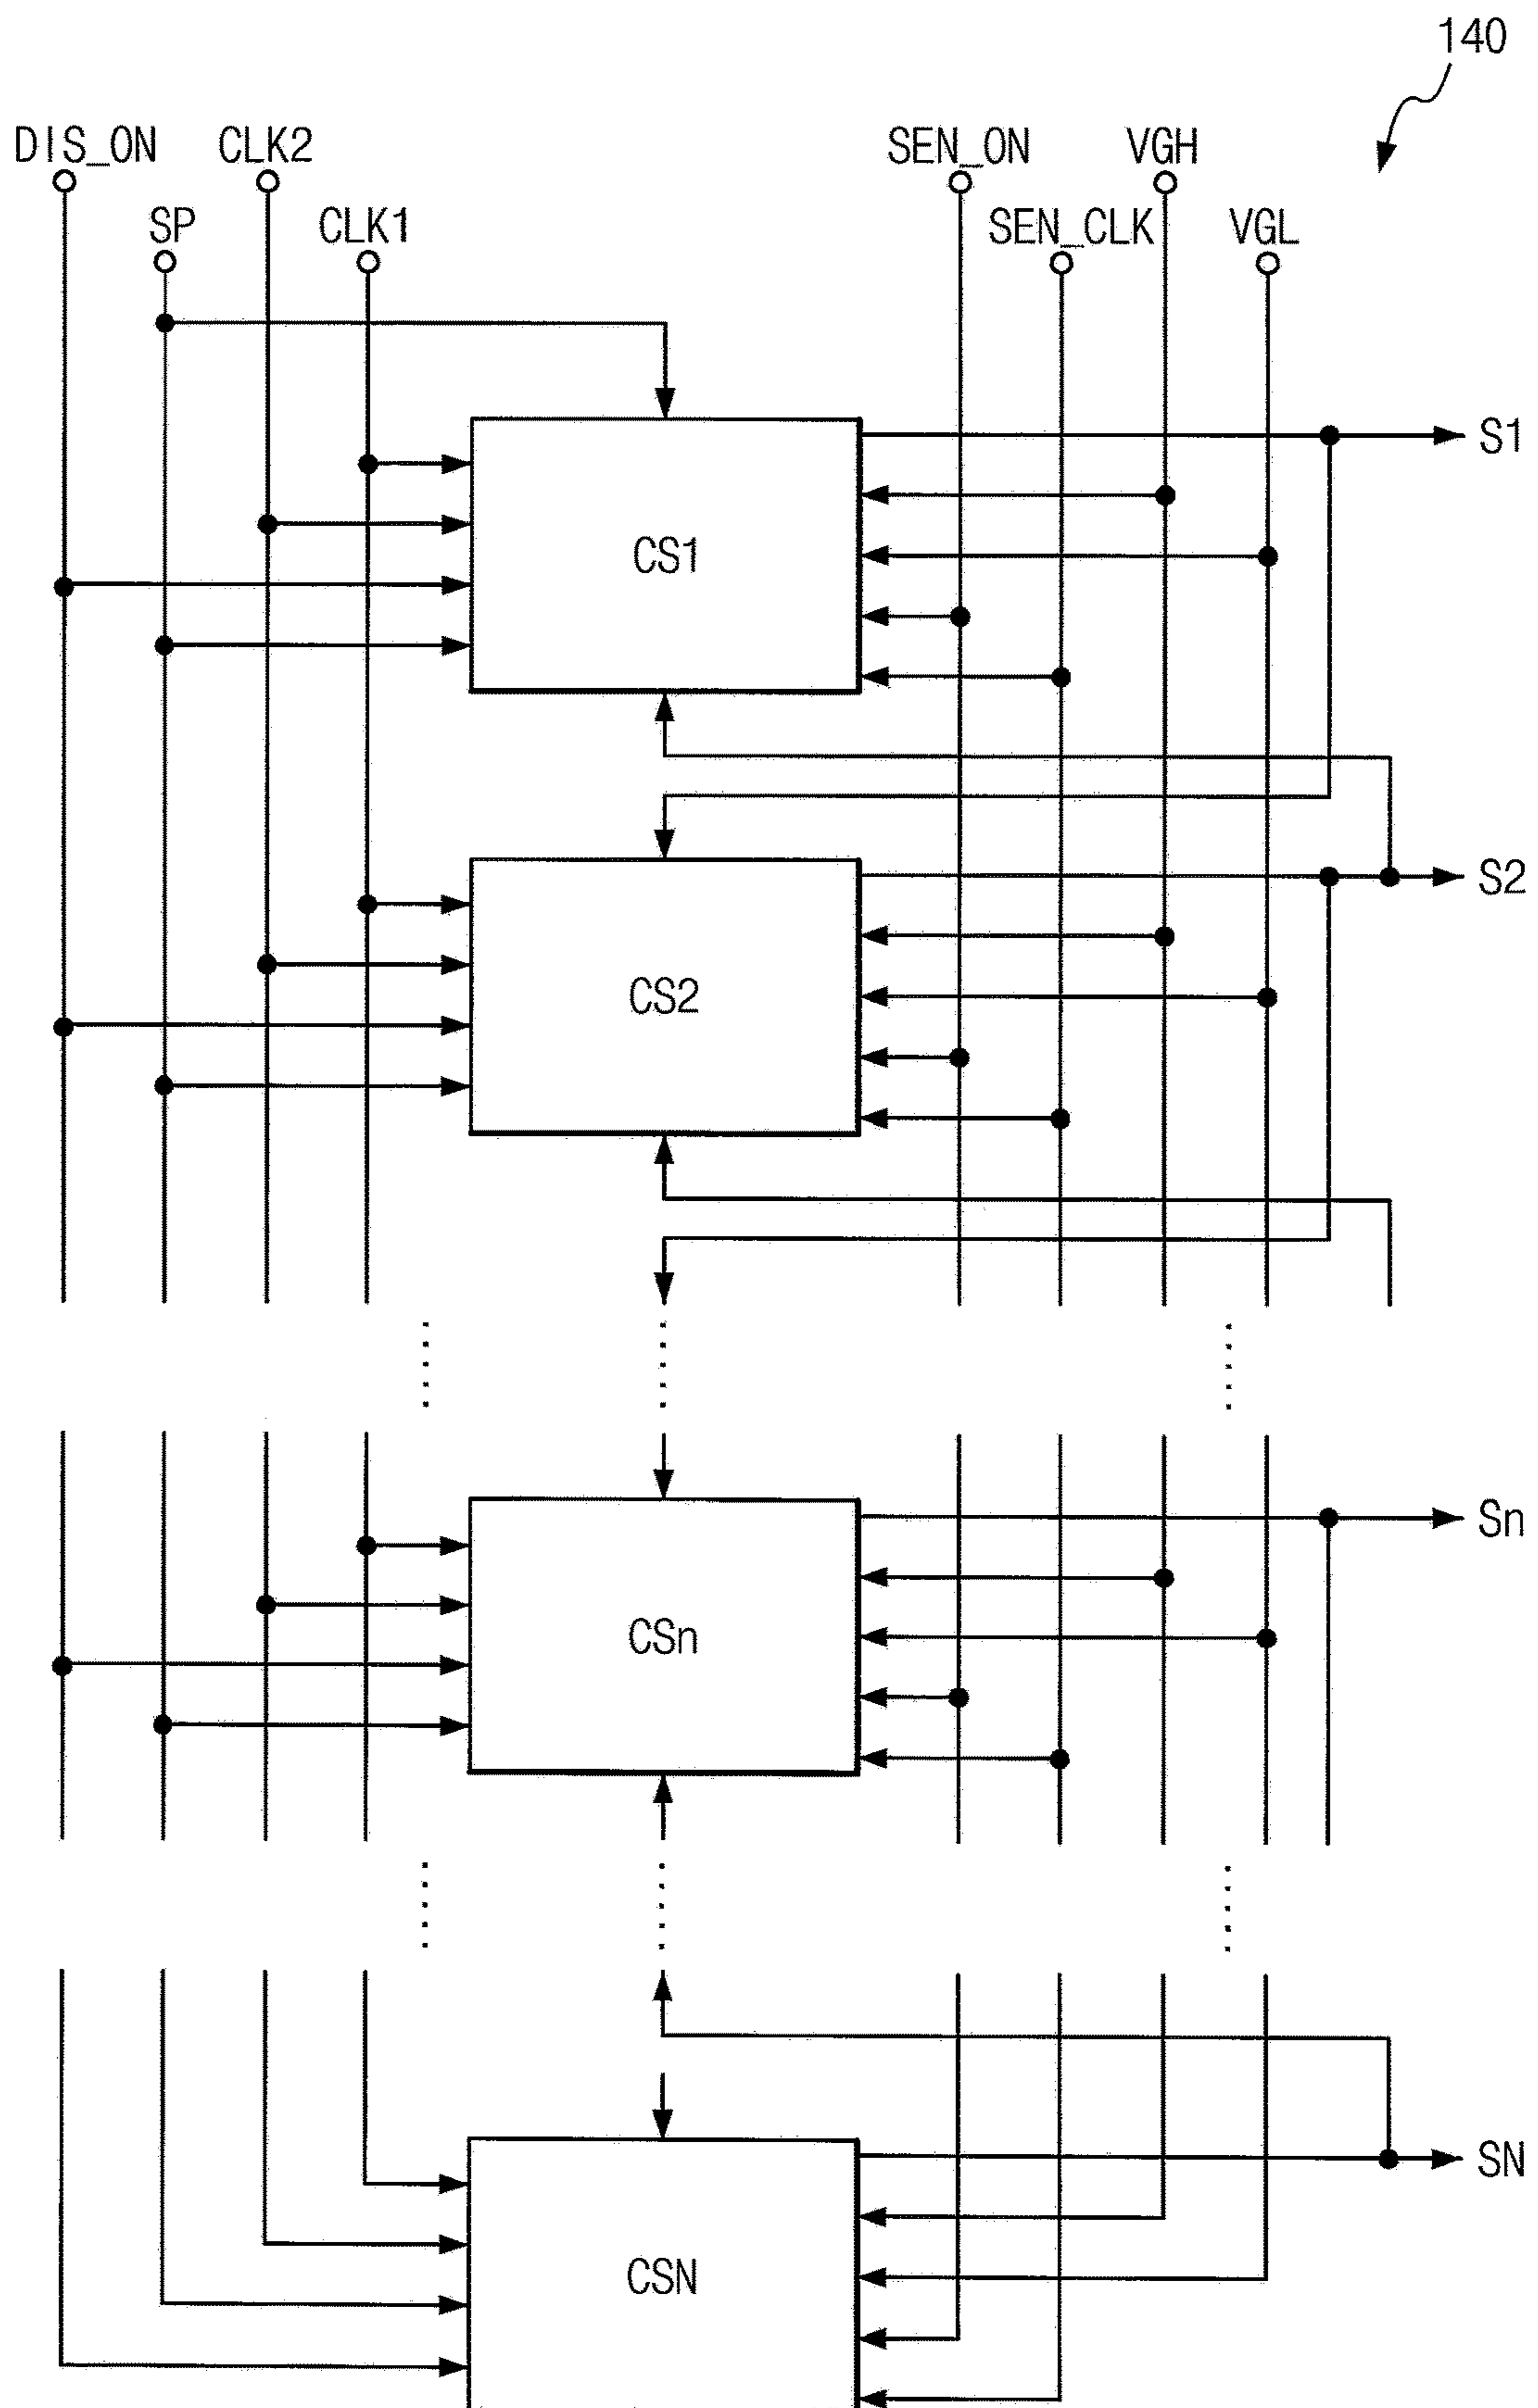 140
DIS_ON CLK2 SEN_ON VGH
SP CLK1 SEN_CLK VGL
S1
CS1
S2
CS2
Sn
CSn
SN
CSN